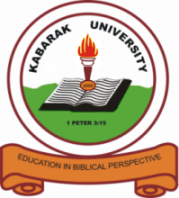 KABARAK UNIVERSITY
1 PETER 3:15
EDUCATION IN BIBLICAL PERSPECTIVE